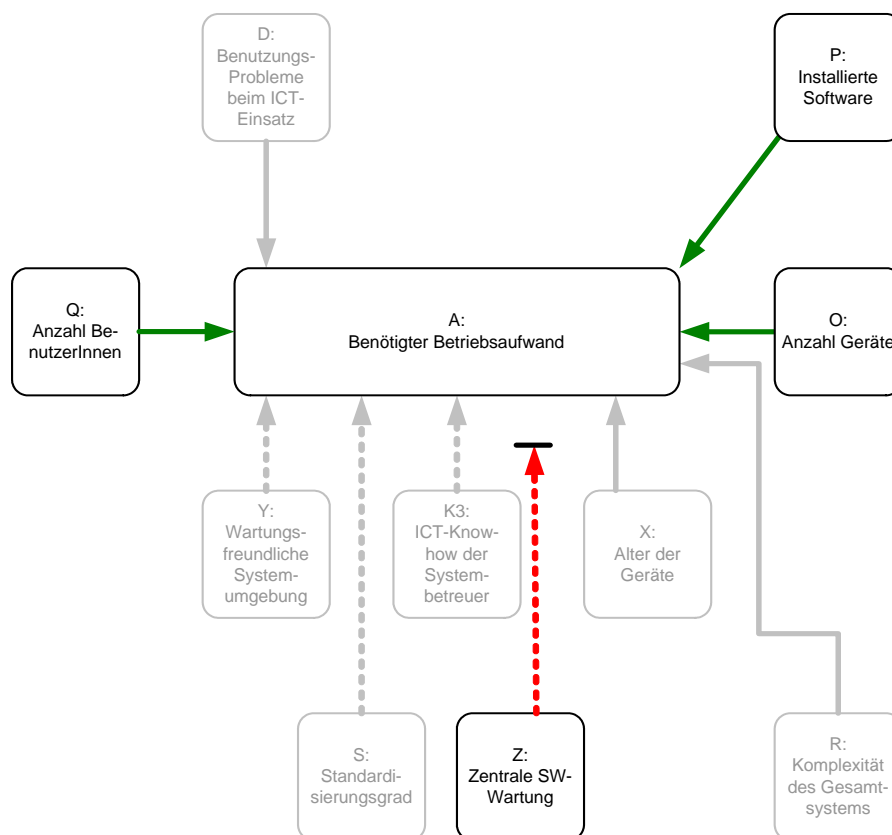 D:
Benutzungs-
Probleme
beim ICT-
Einsatz
P:
Installierte
Software
Q:
Anzahl Be-
nutzerInnen
A:
Benötigter Betriebsaufwand
O:
Anzahl Geräte
Y:
Wartungs-
freundliche
System-
umgebung
K3:
ICT-Know-
how der
System-
betreuer
X:
Alter der
Geräte
S:
Standardi-
sierungsgrad
Z:
Zentrale SW-
Wartung
R:
Komplexität
des Gesamt-
systems